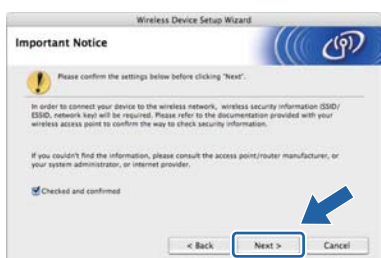 Wireless Device Setup Wizard
Important Notice
Please confirm the settings below before clicking "Next".
In order to connect your device to the wireless network, wireless security information (SSID/
ESSID, network key) will be required. Please refer to the documentation provided with your
wireless access point to confirm the way to check security information.
If you couldn't find the information, please consult the access point/router manufacturer, or
your system administrator, or internet provider.
Checked and confirmed
< Back
Next >
Cancel